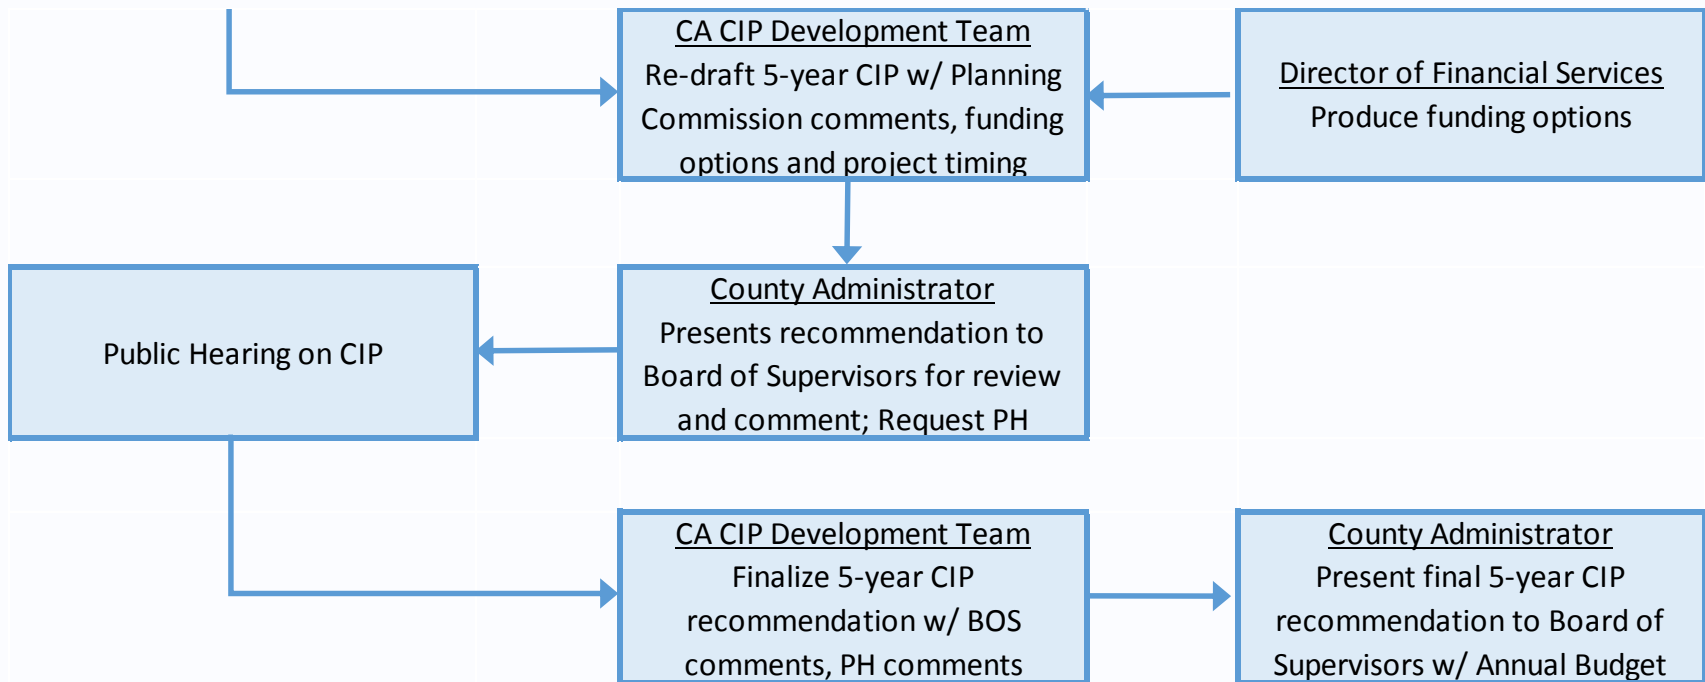 CA CIP Development Team
Re-draft 5-year CIP w/ Planning
Commission comments, funding
options and project timing
Director of Financial Services
Produce funding options
Public Hearing on CIP
County Administrator
Presents recommendation to
Board of Supervisors for review
and comment; Request PH
CA CIP Development Team
Finalize 5-year CIP
recommendation w/ BOS
comments, PH comments
County Administrator
Present final 5-year CIP
recommendation to Board of
Supervisors w/ Annual Budget